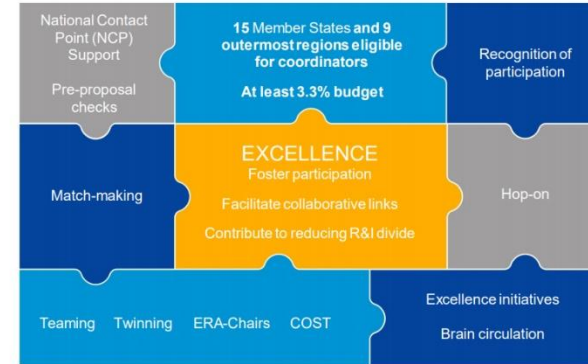 National Contact
Point (NCP)
Support
Pre-proposal
checks
15 Member States and 9
outermost regions eligible
for coordinators
At least 3.3% budget
Recognition of
participation
Match-making
EXCELLENCE
Foster participation
Facilitate collaborative links
Contribute to reducing R&I divide
Hop-on
Teaming Twinning ERA-Chairs COST
Excellence initiatives
Brain circulation